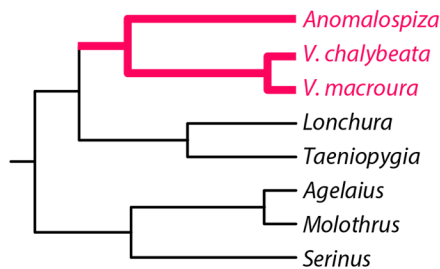 Anomalospiza
V. chalybeata
V. macroura
Lonchura
Taeniopygia
Agelaius
Molothrus
Serinus